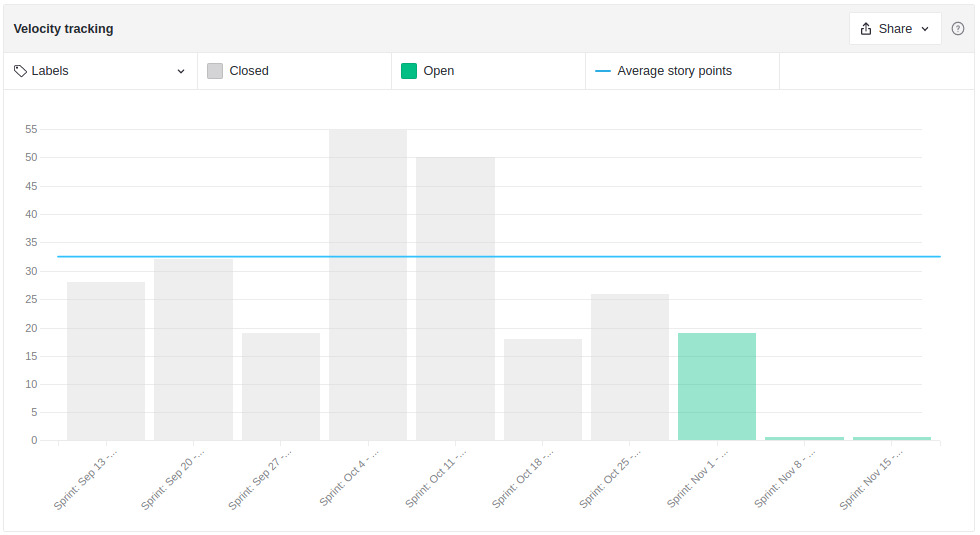 Velocity tracking
Share
Labels
Closed
Open
Average story points
55
50
45
40
35
30
25
20
15
10
5
0
Sprint: Sep 13 -...
Sprint: Sep 20 -...
Sprint: Sep 27 -...
Sprint: Oct 4 - ...
Sprint: Oct 11 -...
Sprint: Oct 18 -...
Sprint: Oct 25 -...
Sprint: Nov 1 - ...
Sprint: Nov 8 - ...
Sprint: Nov 15 -...